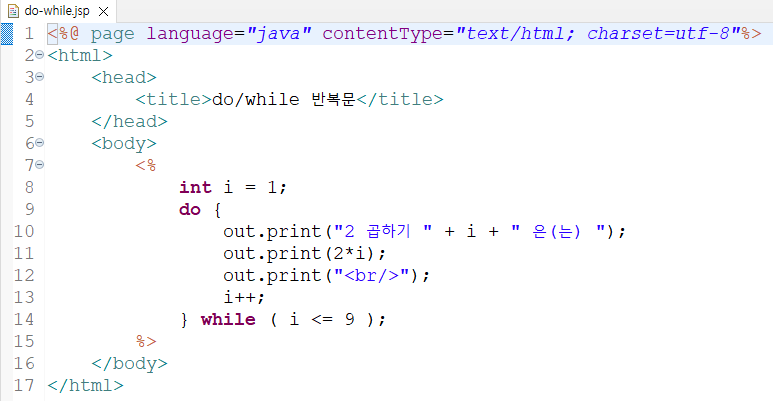 do-while.jsp
1 <%@ page language="java" contentType="text/html; charset=utf-8"%>
2 <html>
3     <head>
4         <title>do/while 반복문</title>
5     </head>
6     <body>
7         <%
8             int i = 1;
9             do {
10                 out.print("2 곱하기 " + i + " 은(는) ");
11                 out.print(2*i);
12                 out.print("<br/>");
13                 i++;
14             } while ( i <= 9 );
15         %>
16     </body>
17 </html>